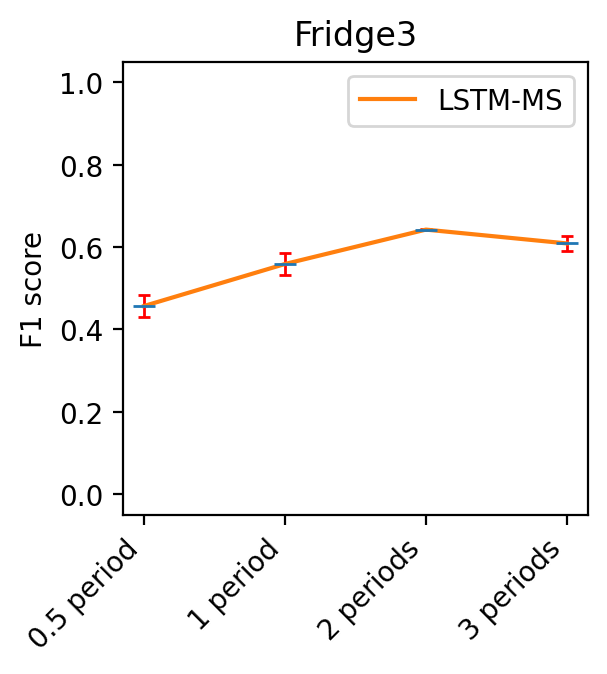 Fridge3
LSTM-MS
F1 score
1.0
0.8
0.6
0.4
0.2
0.0
0.5 period
1 period
2 periods
3 periods